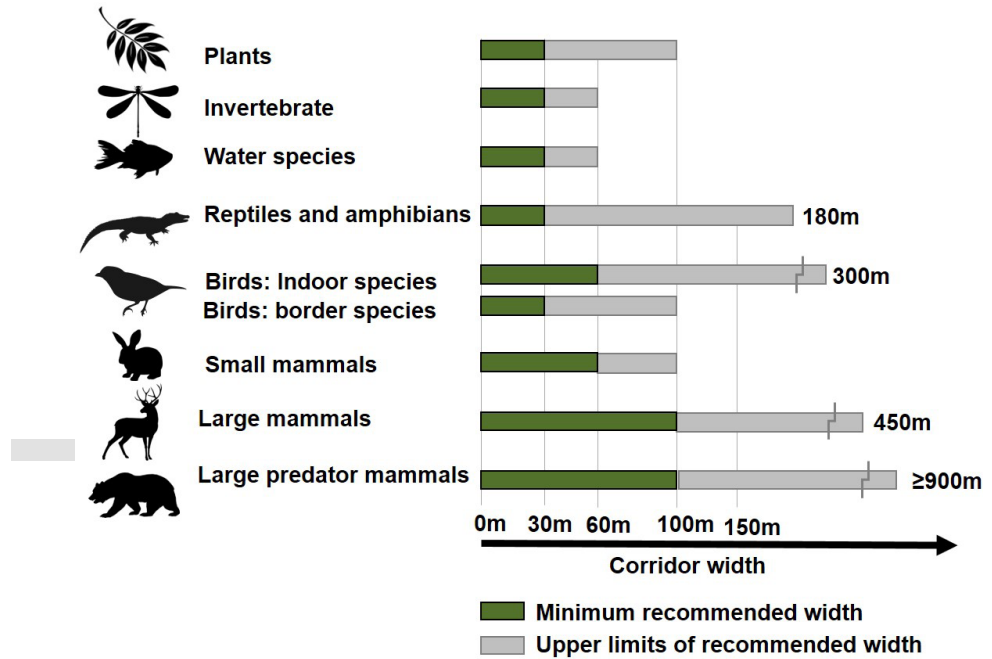 Plants
Invertebrate
Water species
Reptiles and amphibians
180m
Birds: Indoor species
300m
Birds: border species
Small mammals
Large mammals
450m
Large predator mammals
≥900m
0m 30m 60m 100m 150m
Corridor width
Minimum recommended width
Upper limits of recommended width